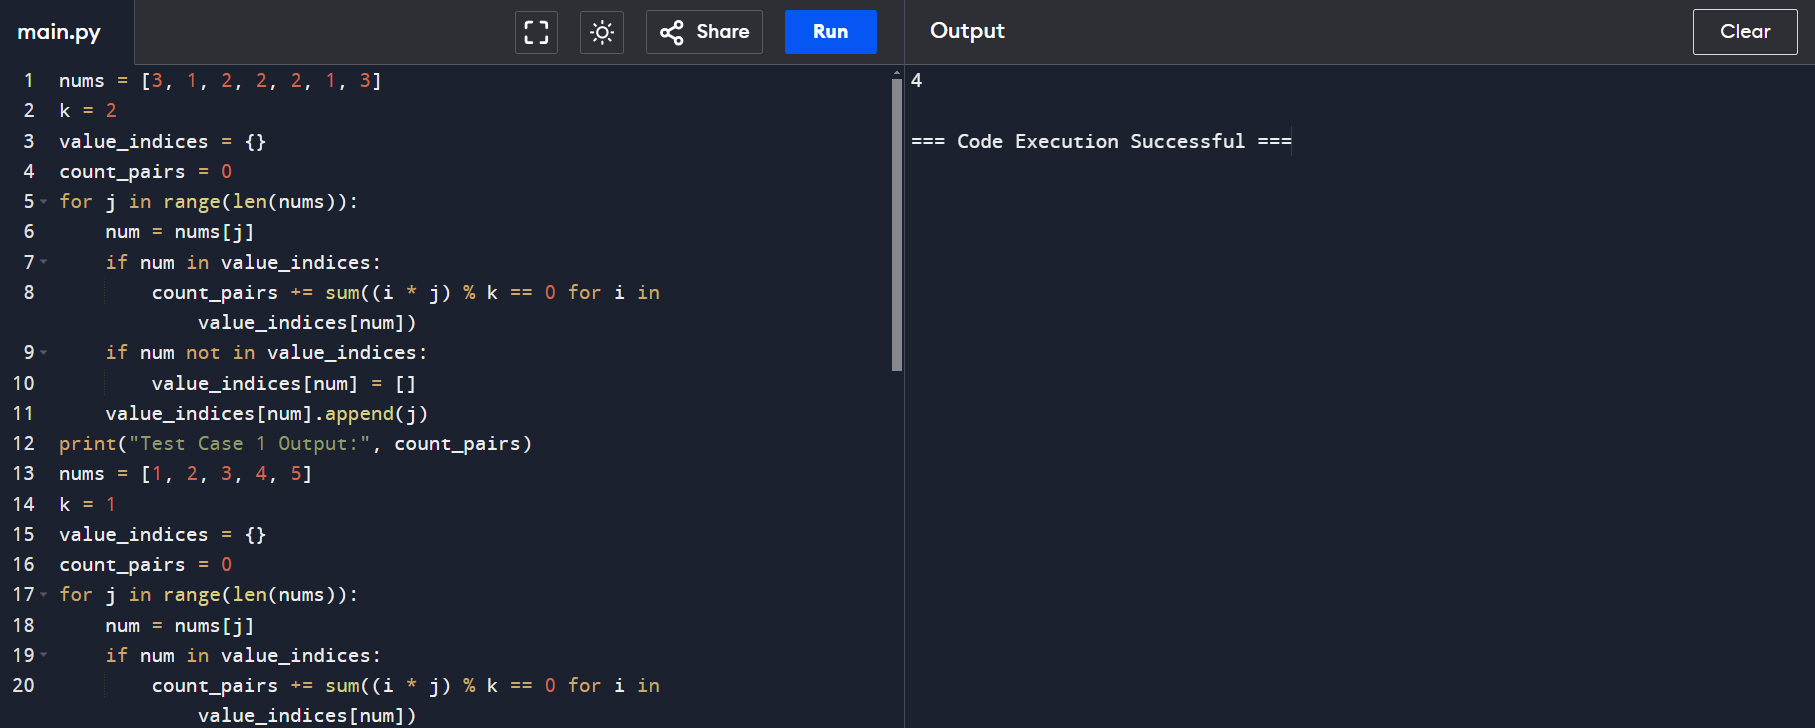 main.py
Share
Run
Output
Clear
1 nums = [3, 1, 2, 2, 2, 1, 3]
2 k = 2
3 value_indices = {}
4 count_pairs = 0
5 for j in range(len(nums)):
6     num = nums[j]
7     if num in value_indices:
8         count_pairs += sum((i * j) % k == 0 for i in
            value_indices[num])
9     if num not in value_indices:
10         value_indices[num] = []
11     value_indices[num].append(j)
12 print("Test Case 1 Output:", count_pairs)
13 nums = [1, 2, 3, 4, 5]
14 k = 1
15 value_indices = {}
16 count_pairs = 0
17 for j in range(len(nums)):
18     num = nums[j]
19     if num in value_indices:
20         count_pairs += sum((i * j) % k == 0 for i in
            value_indices[num])
4
=== Code Execution Successful ===